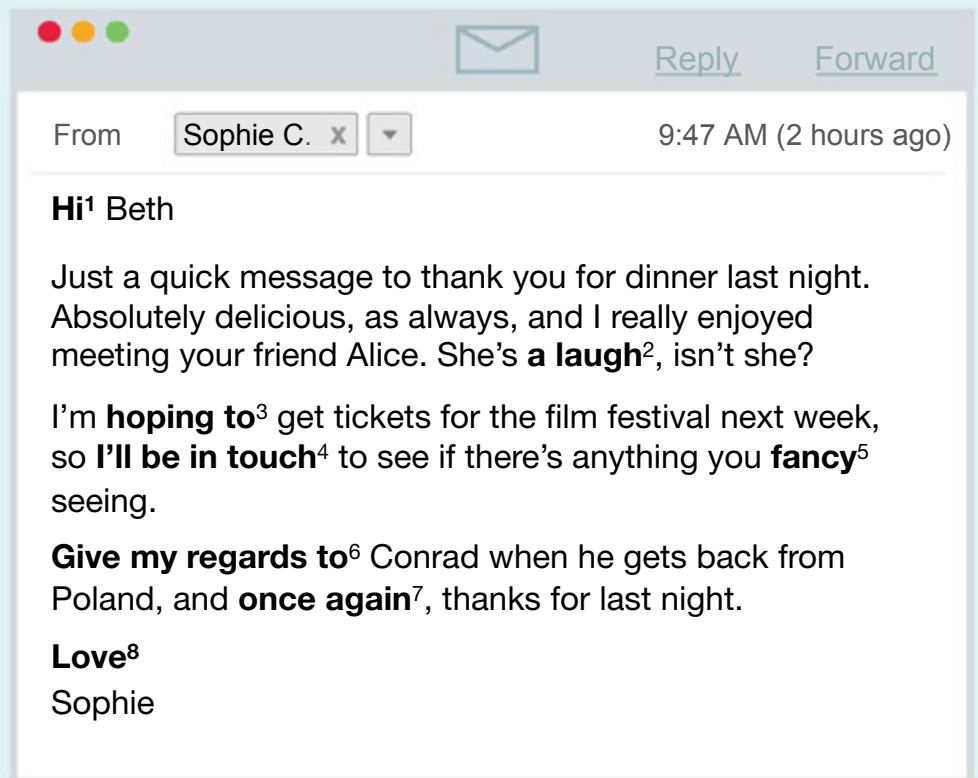 Reply Forward
From Sophie C. x 9:47 AM (2 hours ago)
Hi¹ Beth
Just a quick message to thank you for dinner last night.
Absolutely delicious, as always, and I really enjoyed
meeting your friend Alice. She’s a laugh², isn’t she?
I’m hoping to³ get tickets for the film festival next week,
so I’ll be in touch⁴ to see if there’s anything you fancy⁵
seeing.
Give my regards to⁶ Conrad when he gets back from
Poland, and once again⁷, thanks for last night.
Love⁸
Sophie